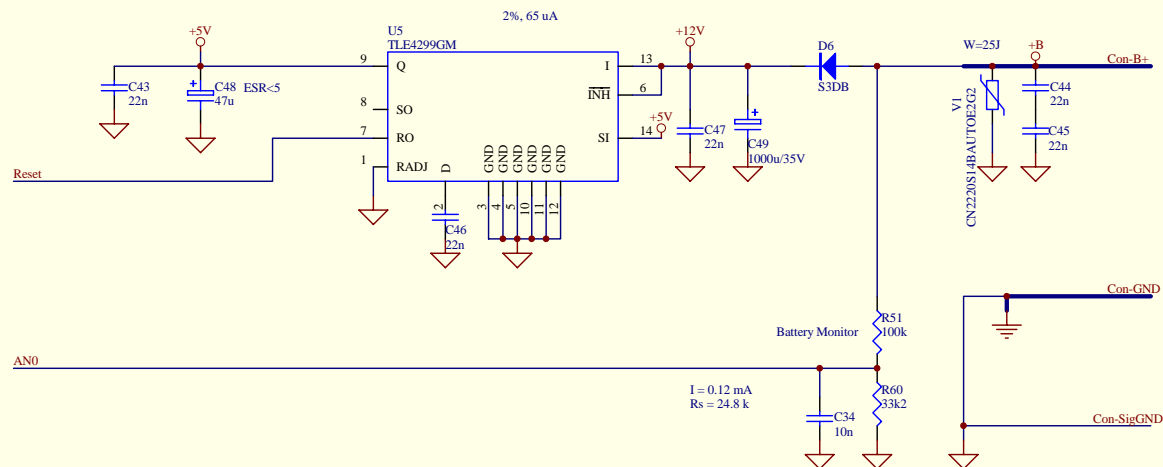 2%, 65 uA
+5V
U5
TLE4299GM
+12V
D6
W=25J
+B
Con-B+
9
Q
I
13
S3DB
C43
22n
+
C48
47u
ESR<5
INH
6
V1
CN2220S14BAUTOE2G2
C44
22n
8
SO
+5V
7
RO
SI
14
C47
22n
+
C49
1000u/35V
C45
22n
1
RADJ
D
GND
GND
GND
GND
GND
GND
Reset
2
3
4
5
10
11
12
C46
22n
Con-GND
Battery Monitor
R51
100k
AN0
I = 0.12 mA
Rs = 24.8 k
R60
33k2
C34
10n
Con-SigGND